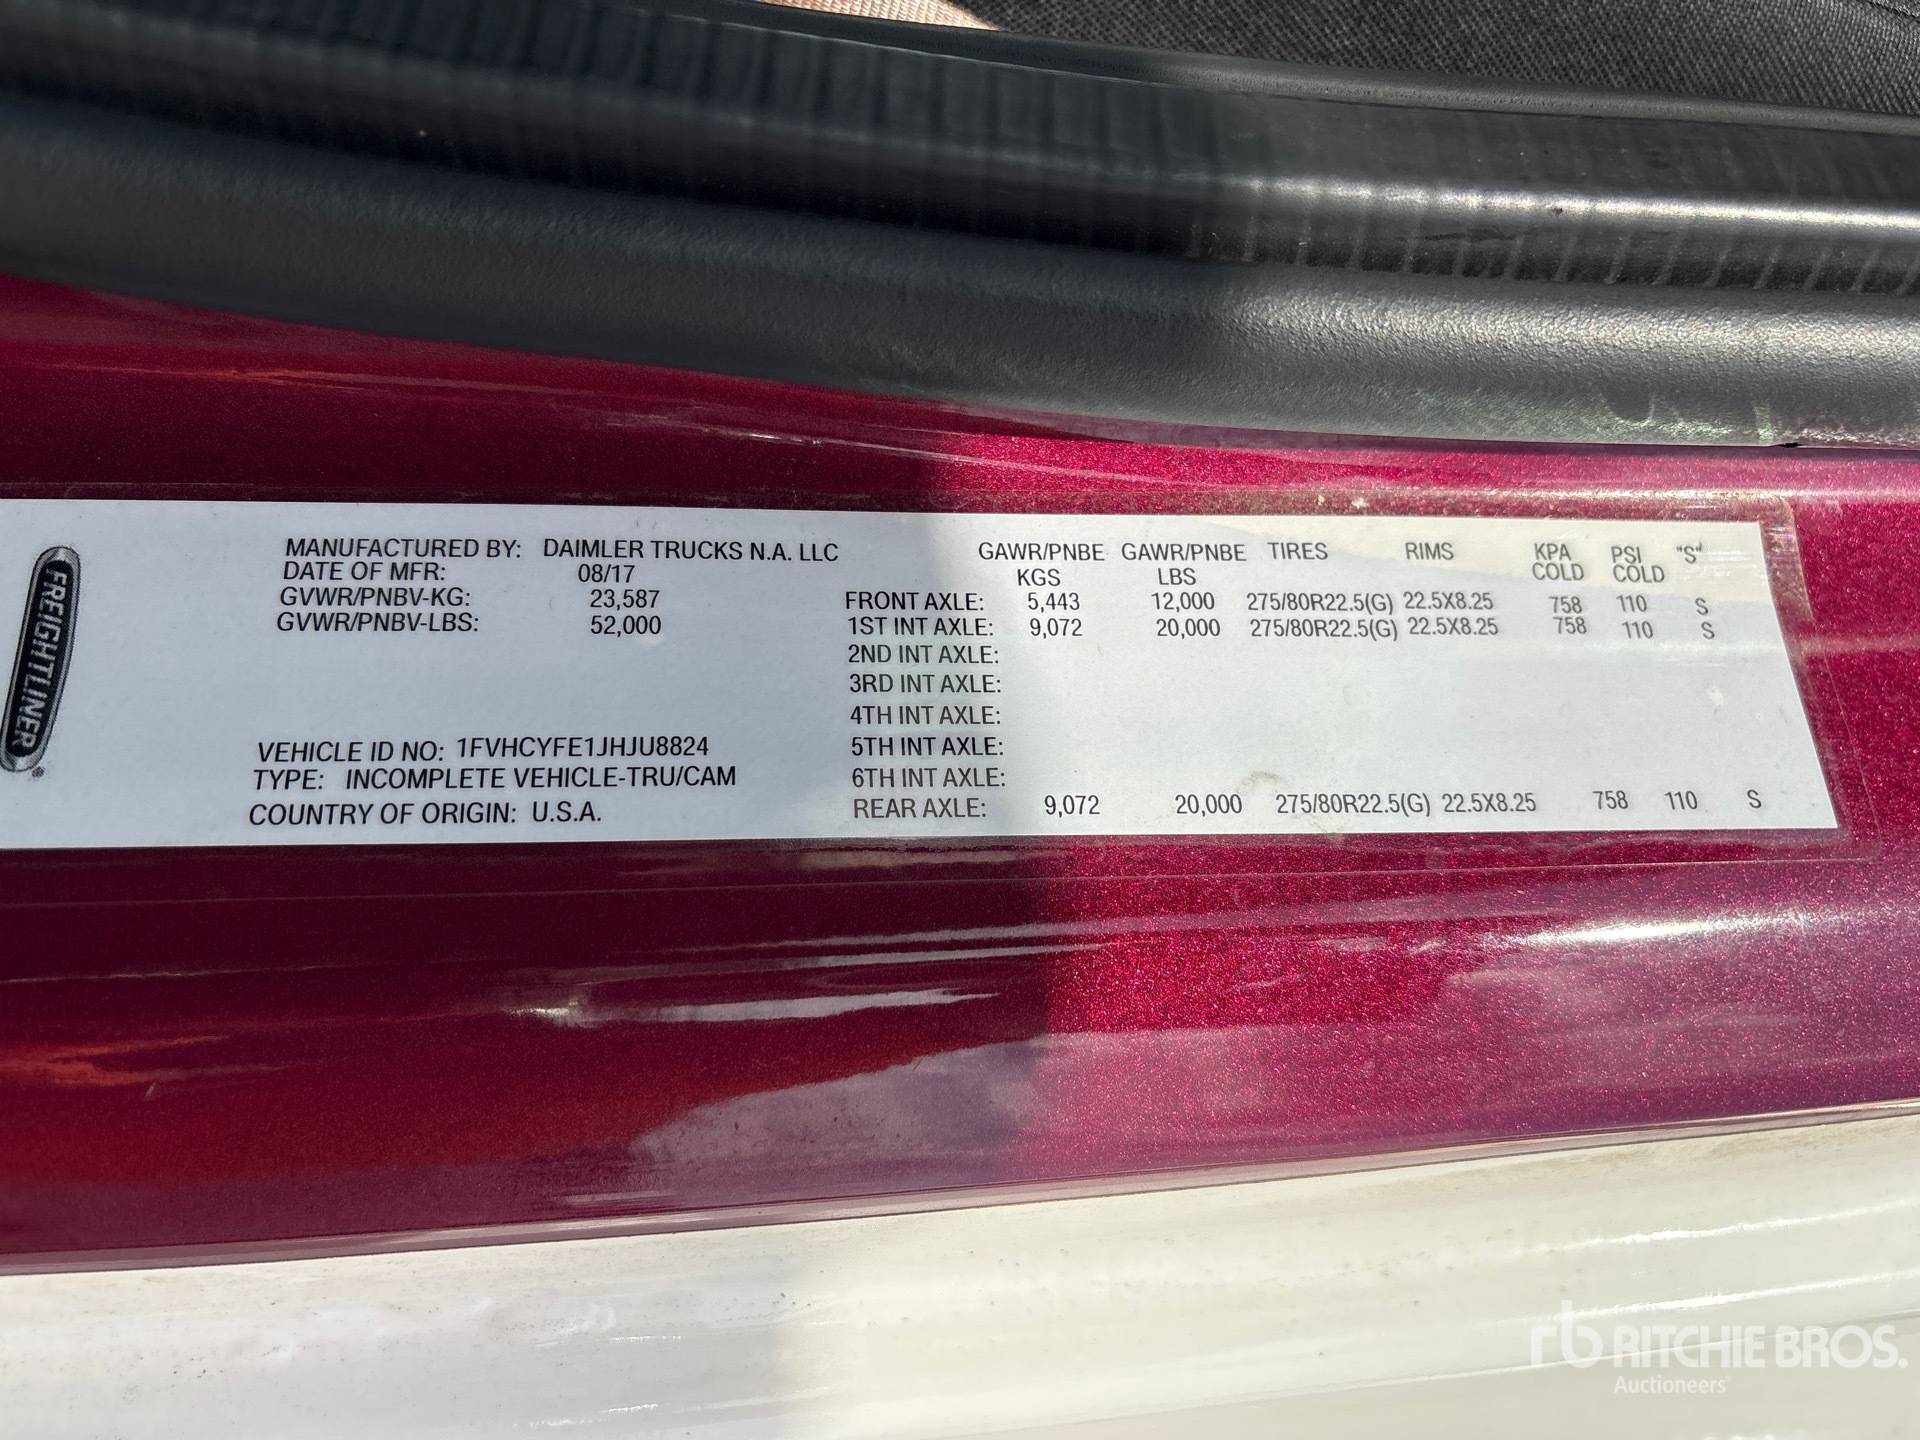 FREIGHTLINER
MANUFACTURED BY: DAIMLER TRUCKS N.A. LLC
DATE OF MFR: 08/17
GVWR/PNBV-KG: 23,587
GVWR/PNBV-LBS: 52,000
VEHICLE ID NO: 1FVHCYFE1JHJU8824
TYPE: INCOMPLETE VEHICLE-TRU/CAM
COUNTRY OF ORIGIN: U.S.A.
GAWR/PNBE GAWR/PNBE TIRES RIMS KPA PSI "S"
KGS LBS COLD COLD
FRONT AXLE: 5,443 12,000 275/80R22.5(G) 22.5X8.25 758 110 S
1ST INT AXLE: 9,072 20,000 275/80R22.5(G) 22.5X8.25 758 110 S
2ND INT AXLE:
3RD INT AXLE:
4TH INT AXLE:
5TH INT AXLE:
6TH INT AXLE:
REAR AXLE: 9,072 20,000 275/80R22.5(G) 22.5X8.25 758 110 S
rb RITCHIE BROS.
Auctioneers